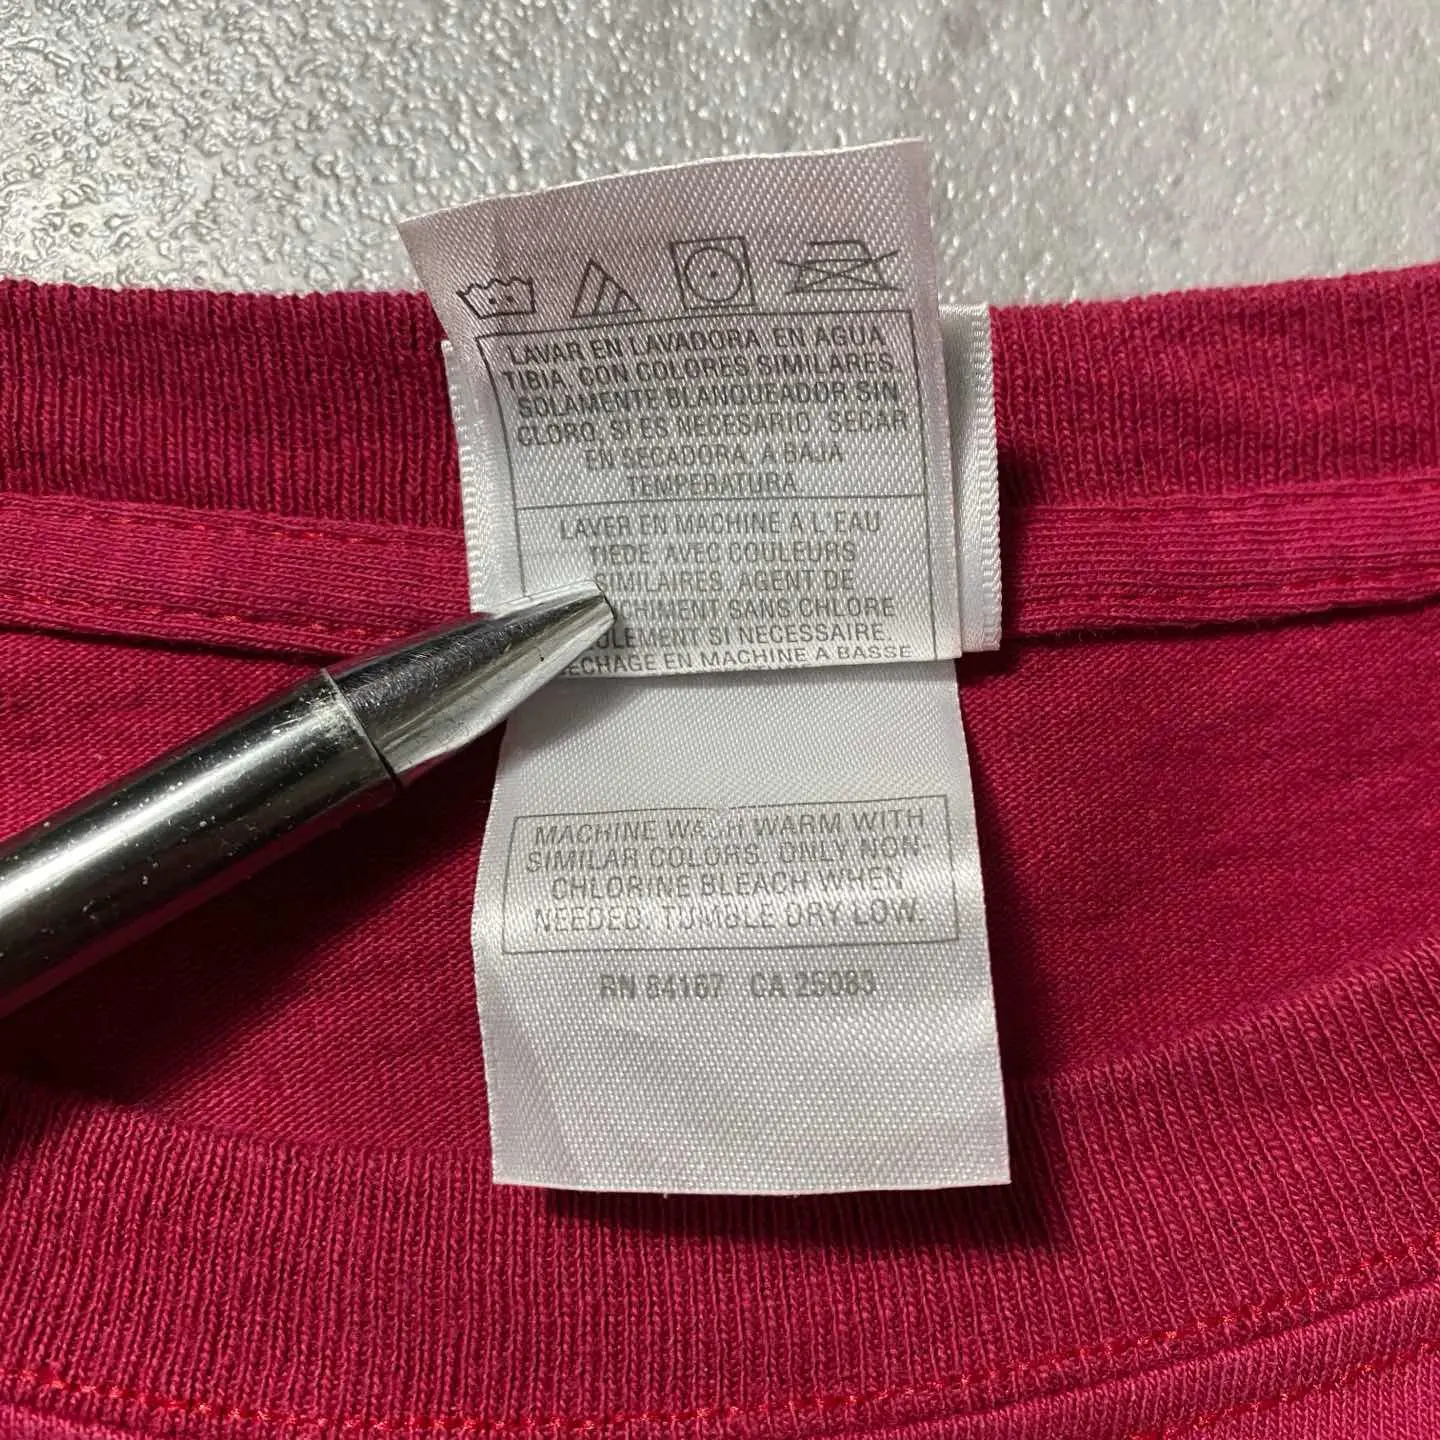 LAVAR EN LAVADORA, EN AGUA
TIBIA, CON COLORES SIMILARES.
SOLAMENTE BLANQUEADOR SIN
CLORO, SI ES NECESARIO, SECAR
EN SECADORA, A BAJA
TEMPERATURA
LAVER EN MACHINE A L'EAU
TIEDE, AVEC COULEURS
SIMILAIRES. AGENT DE
SANS CHLORE
SI NECESSAIRE.
EN MACHINE A BASSE
MACHINE WASH WARM WITH
SIMILAR COLORS. ONLY NON-
CHLORINE BLEACH WHEN
NEEDED. TUMBLE DRY LOW.
RN CA